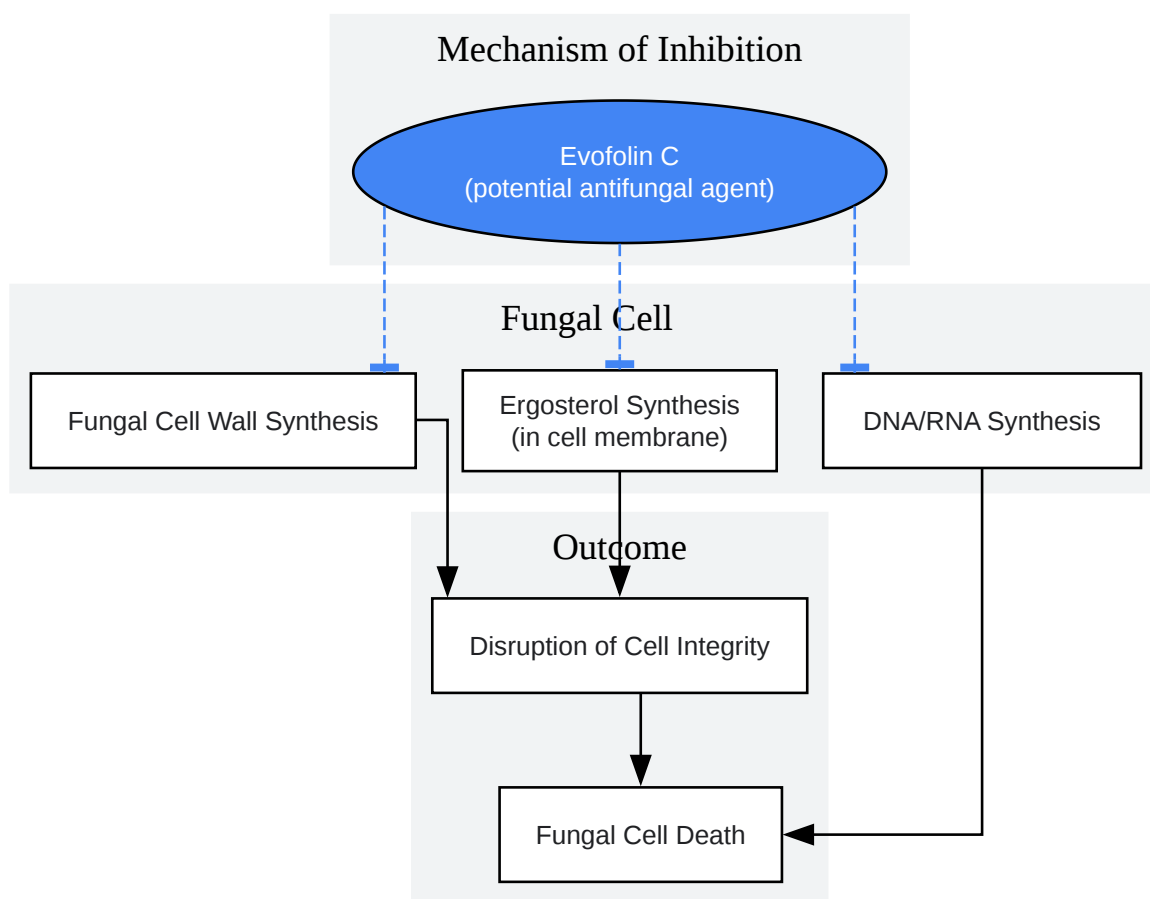 Mechanism of Inhibition
Evofolin C
(potential antifungal agent)
Fungal Cell
Fungal Cell Wall Synthesis
Ergosterol Synthesis
(in cell membrane)
DNA/RNA Synthesis
Outcome
Disruption of Cell Integrity
Fungal Cell Death